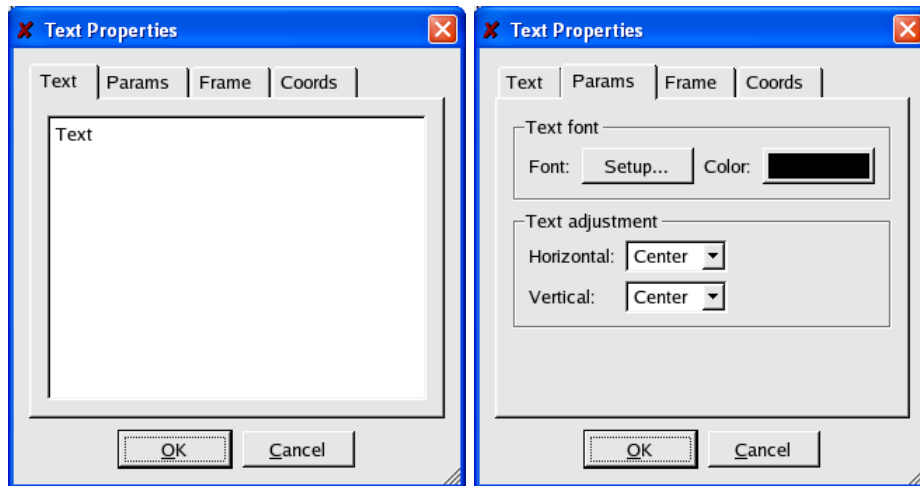 Text Properties
Text Params Frame Coords
Text
OK Cancel
Text Properties
Text Params Frame Coords
Text font
Font: Setup... Color:
Text adjustment
Horizontal: Center
Vertical: Center
OK Cancel